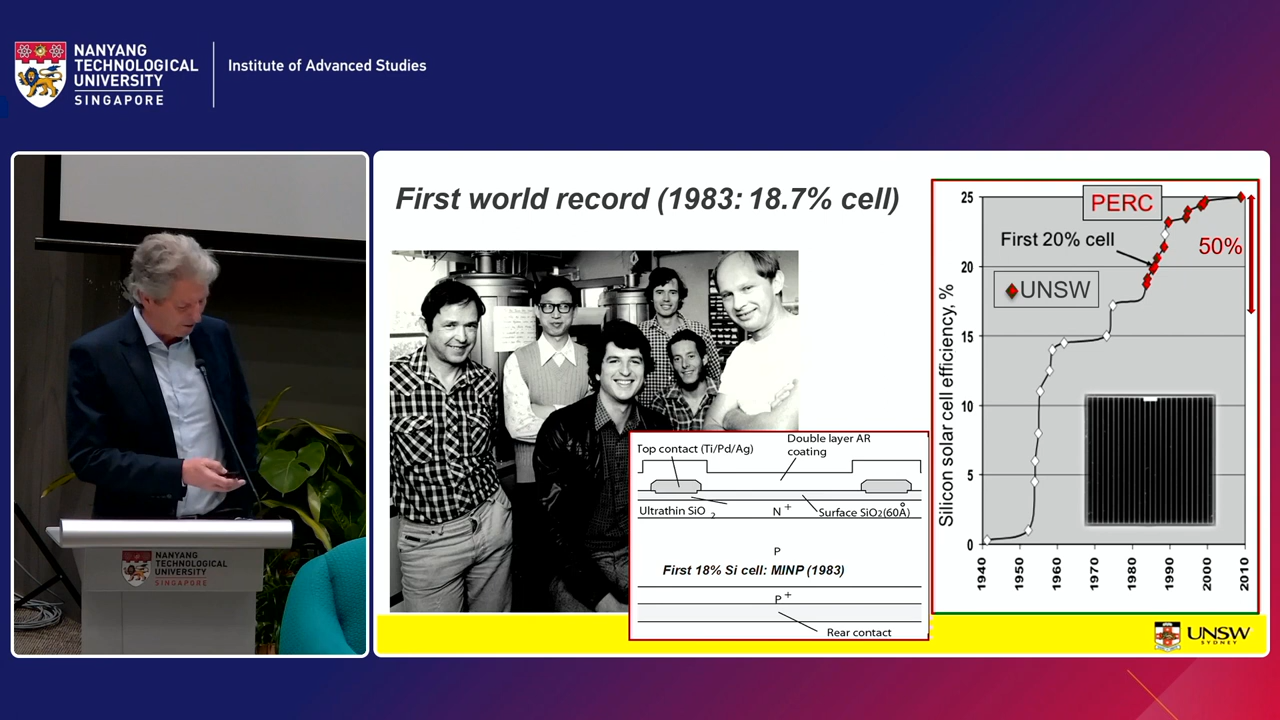 NANYANG
TECHNOLOGICAL
UNIVERSITY
SINGAPORE
Institute of Advanced Studies
NANYANG
TECHNOLOGICAL
UNIVERSITY
SINGAPORE
First world record (1983: 18.7% cell)
Top contact (Ti/Pd/Ag)
Double layer AR
coating
Ultrathin SiO2
N+
Surface SiO2(60Å)
P
First 18% Si cell: MINP (1983)
P+
Rear contact
PERC
First 20% cell
50%
UNSW
Silicon solar cell efficiency, %
25
20
15
10
5
0
1940
1950
1960
1970
1980
1990
2000
2010
UNSW
SYDNEY